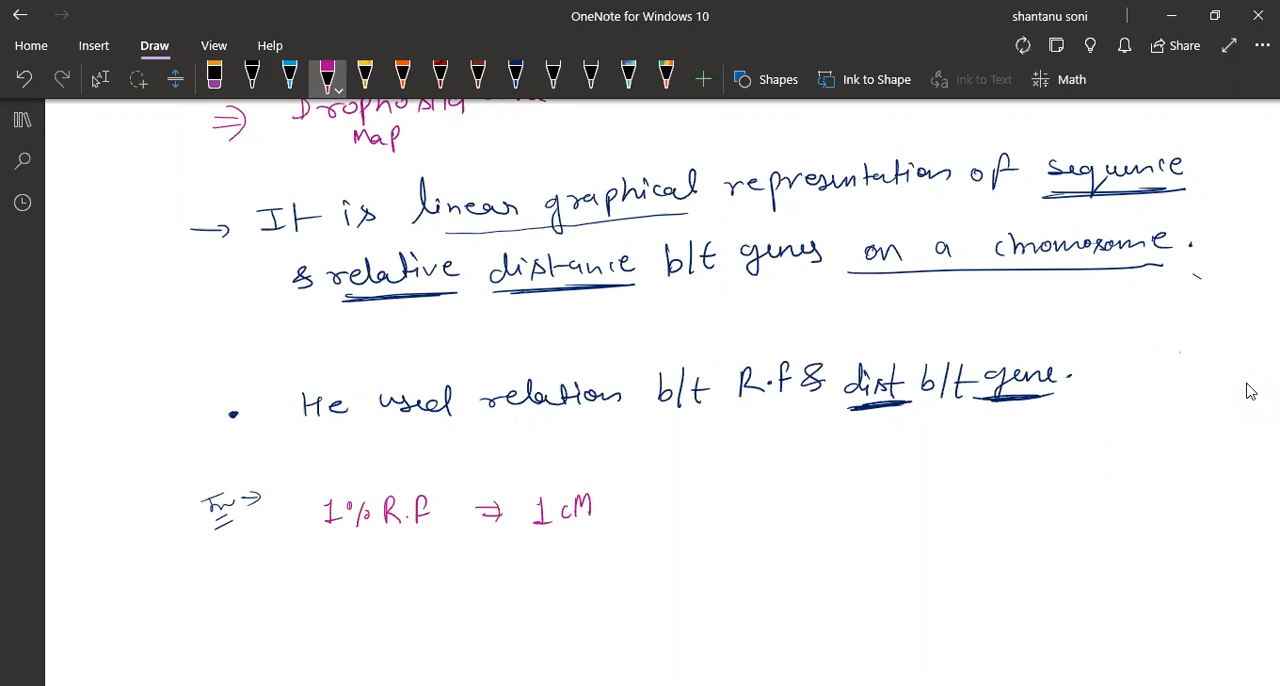 OneNote for Windows 10
shantanu soni
Home Insert Draw View Help
Share
Shapes Ink to Shape Ink to Text Math
⇒ Drophosila
Map
→ It is linear graphical representation of sequence
& relative distance b/t genes on a chromosome.
• He used relation b/t R.f & dist b/t gene.
1% R.f ⇒ 1 cM